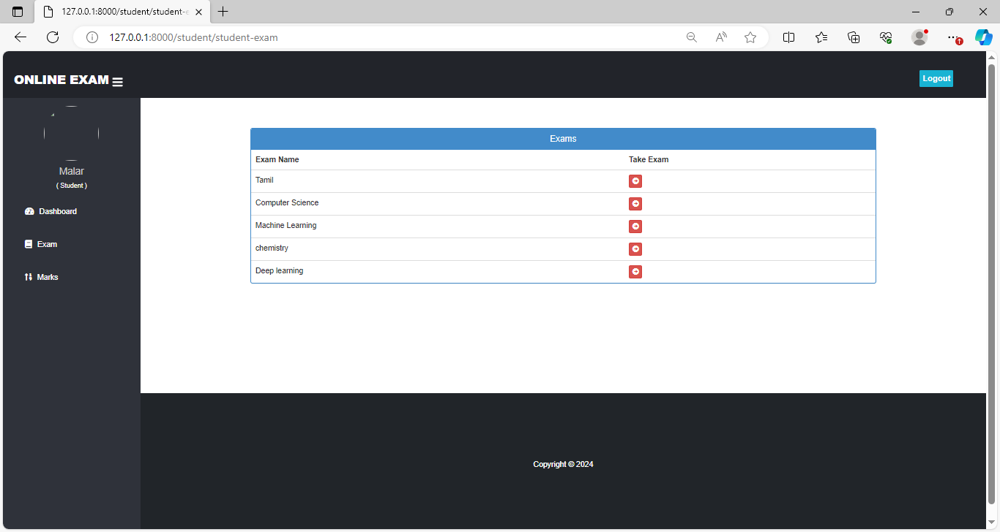 127.0.0.1:8000/student/student-e
127.0.0.1:8000/student/student-exam
ONLINE EXAM
Logout
Malar
( Student )
Dashboard
Exam
Marks
Exams
Exam Name Take Exam
Tamil
Computer Science
Machine Learning
chemistry
Deep learning
Copyright © 2024